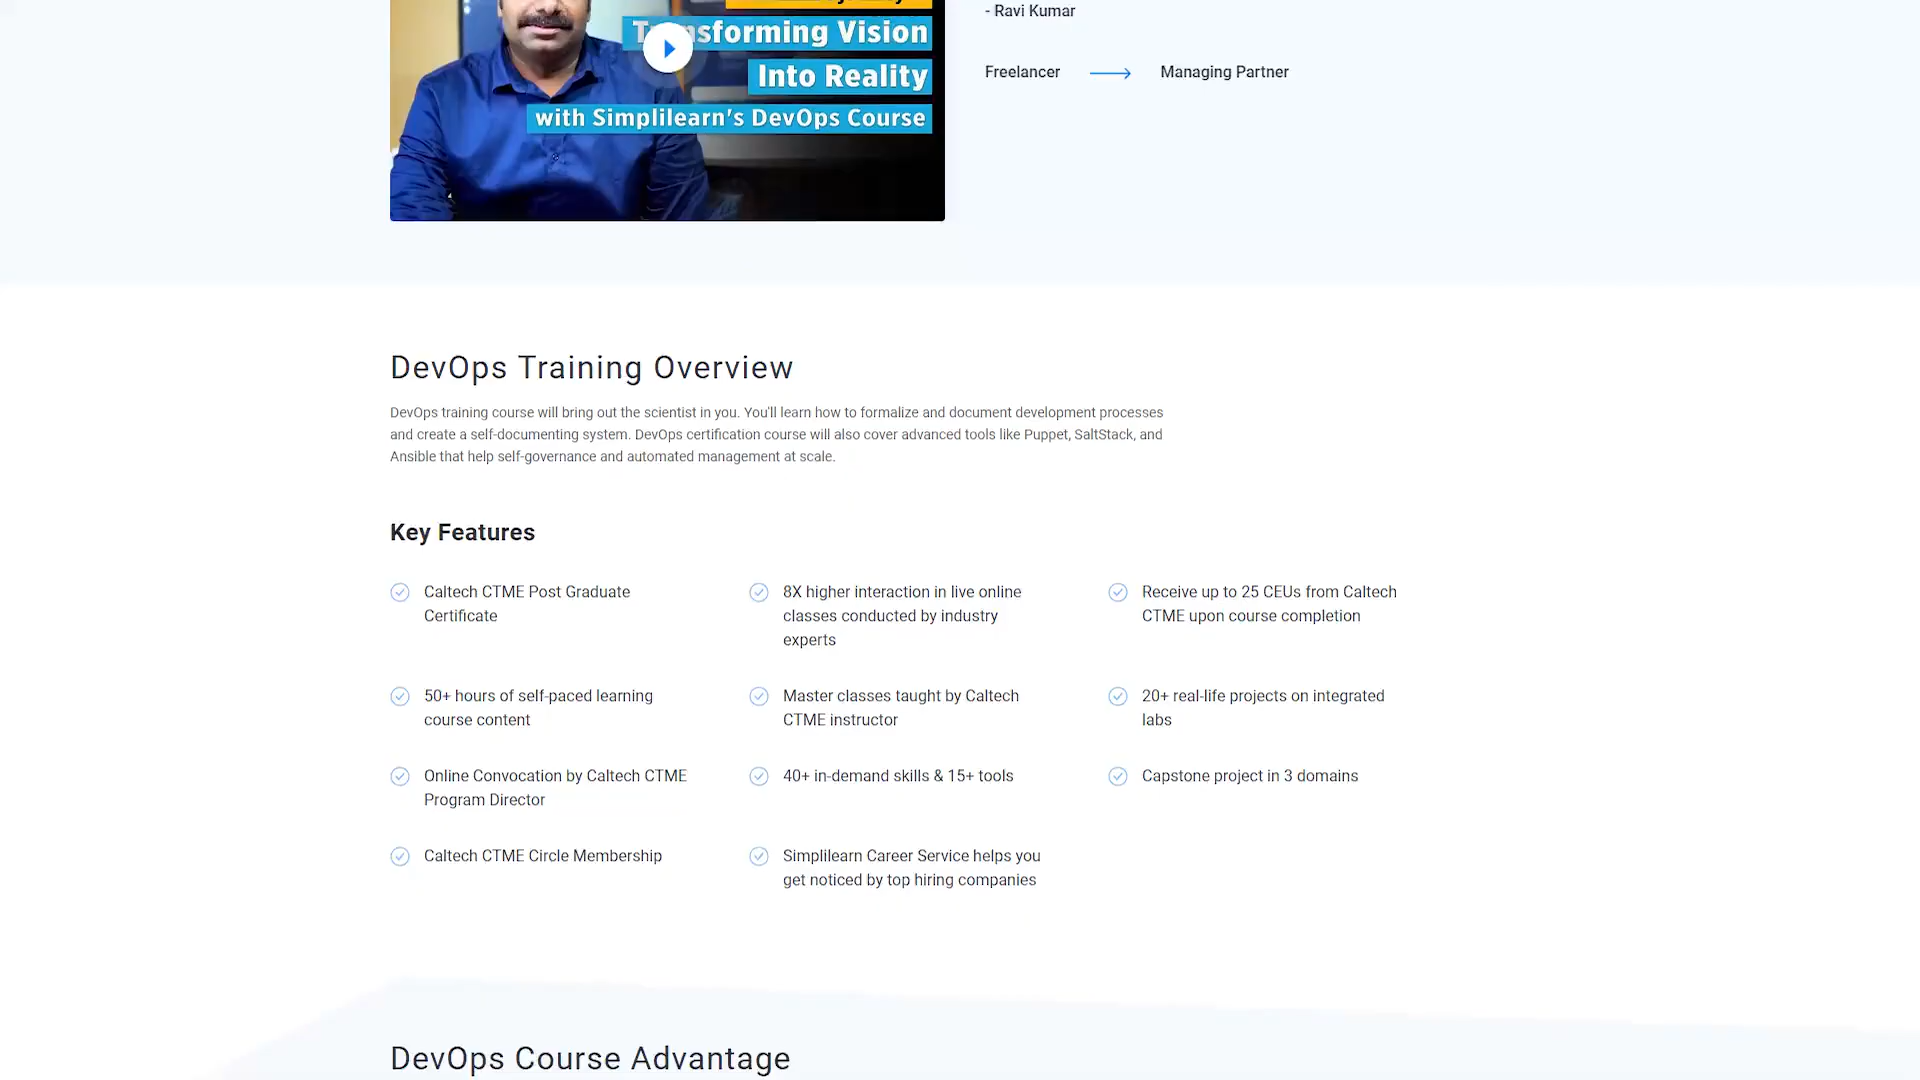 Transforming Vision
Into Reality
with Simplilearn's DevOps Course
- Ravi Kumar
Freelancer
Managing Partner
DevOps Training Overview
DevOps training course will bring out the scientist in you. You'll learn how to formalize and document development processes
and create a self-documenting system. DevOps certification course will also cover advanced tools like Puppet, SaltStack, and
Ansible that help self-governance and automated management at scale.
Key Features
Caltech CTME Post Graduate
Certificate
8X higher interaction in live online
classes conducted by industry
experts
Receive up to 25 CEUs from Caltech
CTME upon course completion
50+ hours of self-paced learning
course content
Master classes taught by Caltech
CTME instructor
20+ real-life projects on integrated
labs
Online Convocation by Caltech CTME
Program Director
40+ in-demand skills & 15+ tools
Capstone project in 3 domains
Caltech CTME Circle Membership
Simplilearn Career Service helps you
get noticed by top hiring companies
DevOps Course Advantage